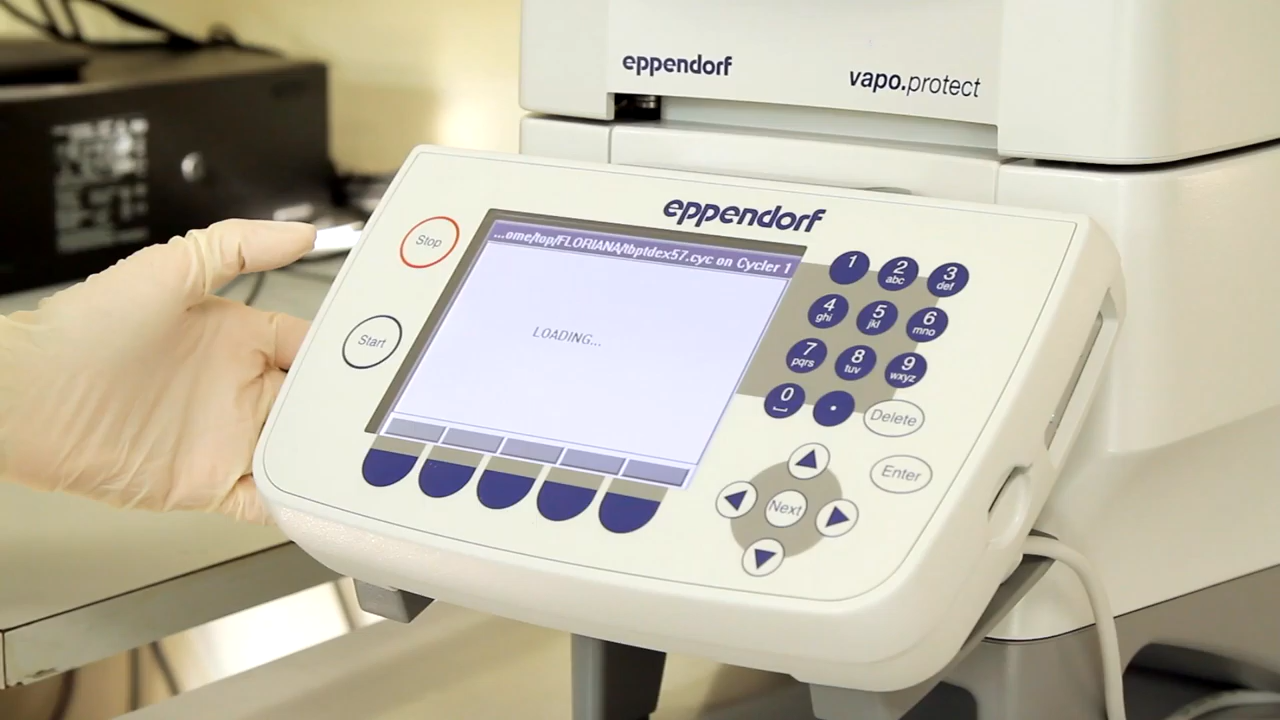 eppendorf
vapo.protect
eppendorf
Stop
...ome/top/FLORIANA/tbptdex57.cyc on Cycler 1
LOADING...
Start
1
2
abc
3
def
4
ghi
5
jkl
6
mno
7
pqrs
8
tuv
9
wxyz
0
.
Delete
Enter
Next